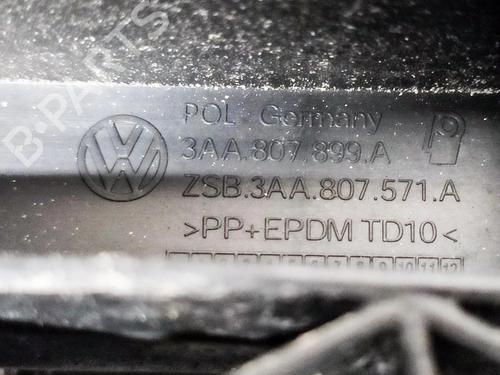 B-PARTS
POL - Germany
3AA.807.899.A
ZSB.3AA.807.571.A
>PP+EPDM TD10<